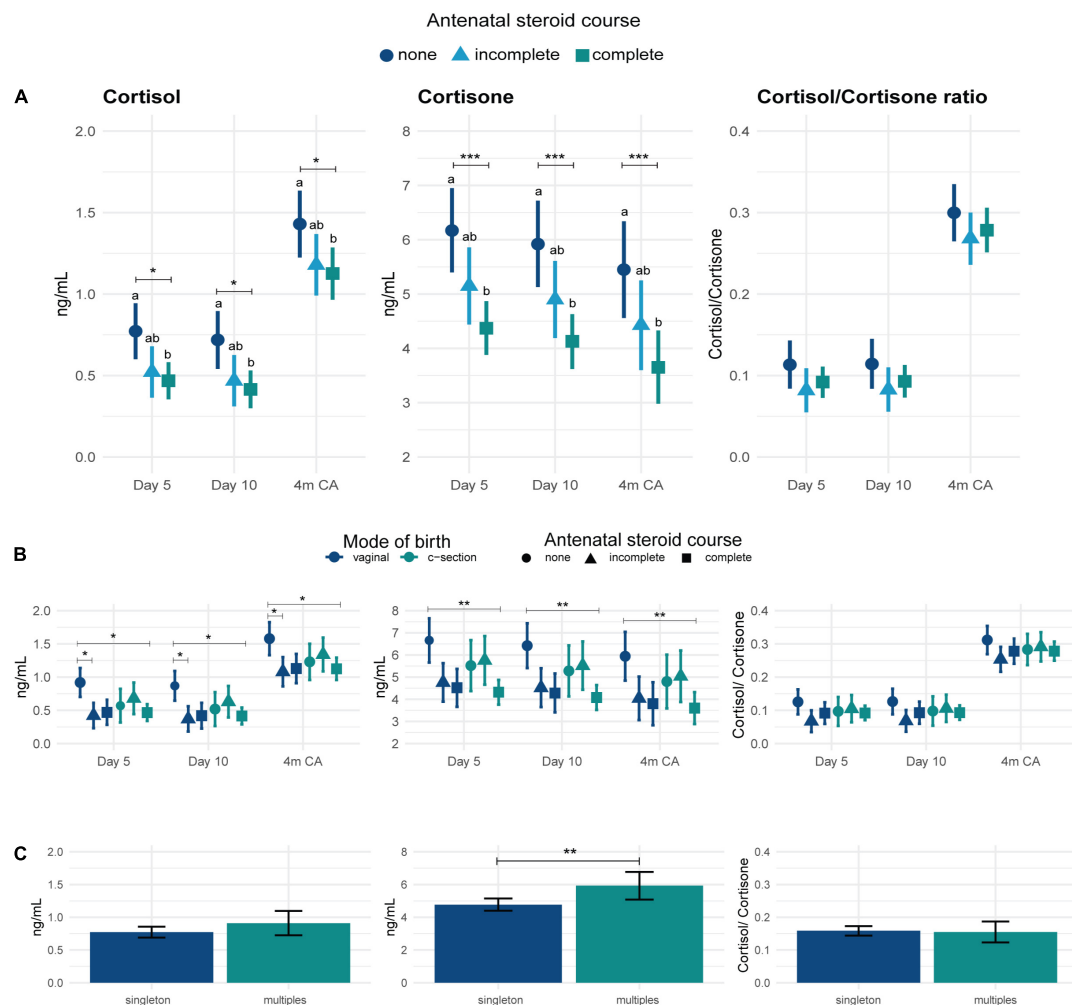 Antenatal steroid course
none incomplete complete
A Cortisol Cortisone Cortisol/Cortisone ratio
2.0
1.5
1.0
0.5
0.0
ng/mL
*
a
ab
b
*
a
ab
b
*
a
ab
b
Day 5 Day 10 4m CA
8
7
6
5
4
3
2
ng/mL
***
a
ab
b
***
a
ab
b
***
a
ab
b
Day 5 Day 10 4m CA
0.4
0.3
0.2
0.1
0.0
Cortisol/Cortisone
Day 5 Day 10 4m CA
B Mode of birth Antenatal steroid course
vaginal c-section none incomplete complete
2.0
1.5
1.0
0.5
0.0
ng/mL
*
*
*
*
*
*
Day 5 Day 10 4m CA
8
7
6
5
4
3
2
ng/mL
**
**
**
Day 5 Day 10 4m CA
0.4
0.3
0.2
0.1
0.0
Cortisol/ Cortisone
Day 5 Day 10 4m CA
C
2.0
1.5
1.0
0.5
0.0
ng/mL
singleton multiples
8
6
4
2
0
ng/mL
**
singleton multiples
0.4
0.3
0.2
0.1
0.0
Cortisol/ Cortisone
singleton multiples